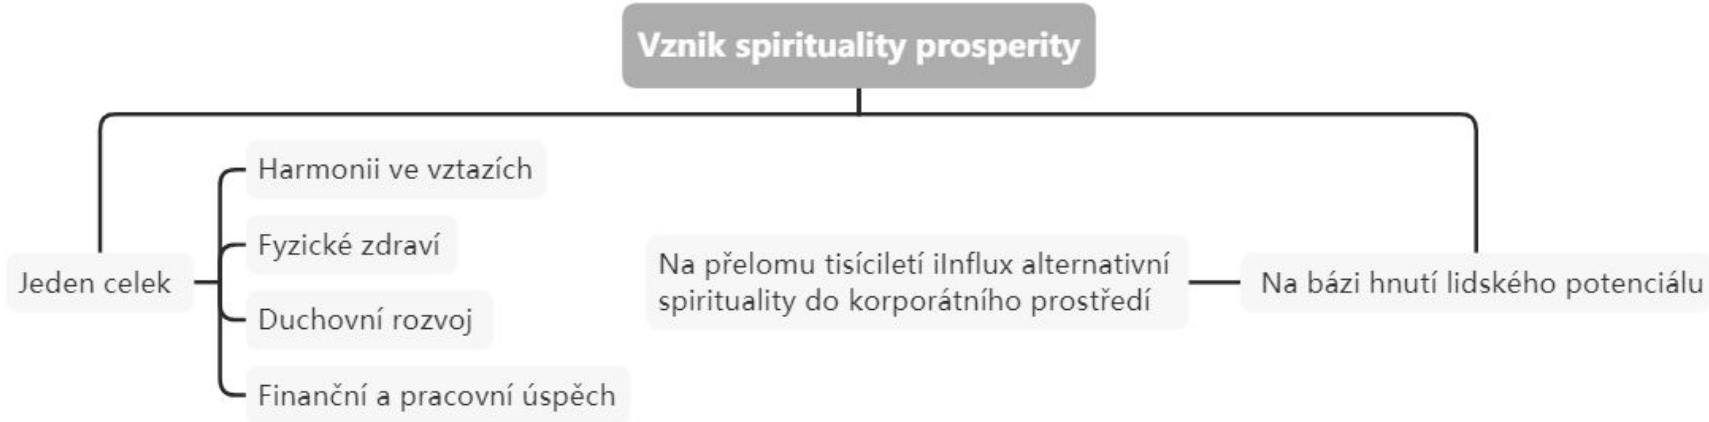 Vznik spirituality prosperity
Jeden celek
Harmonii ve vztazích
Fyzické zdraví
Duchovní rozvoj
Finanční a pracovní úspěch
Na bázi hnutí lidského potenciálu
Na přelomu tisíciletí iInflux alternativní
spirituality do korporátního prostředí